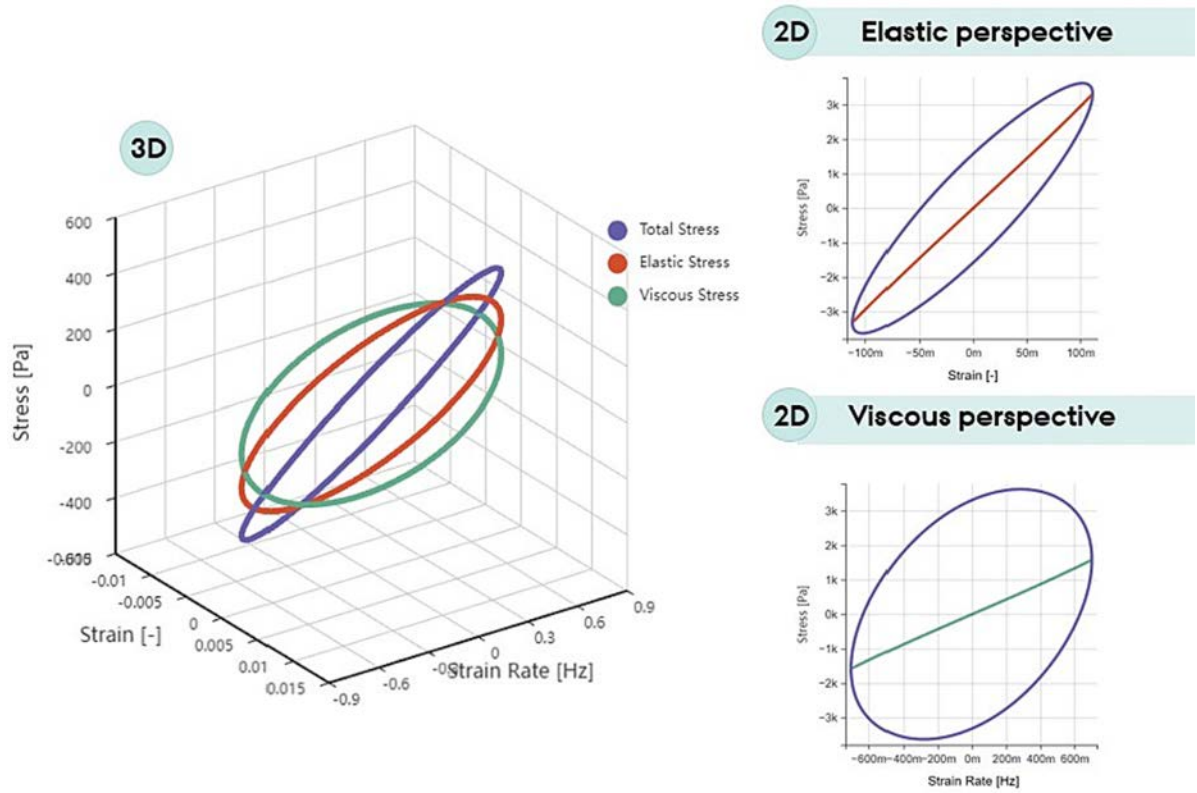 3D
600
400
200
0
-200
-400
Stress [Pa]
-0.01
-0.005
0
0.005
0.01
0.015
Strain [-]
-0.9
-0.6
0
0.3
0.6
0.9
Strain Rate [Hz]
Total Stress
Elastic Stress
Viscous Stress
2D Elastic perspective
3k
2k
1k
0k
−1k
−2k
−3k
Stress [Pa]
−100m −50m 0m 50m 100m
Strain [-]
2D Viscous perspective
3k
2k
1k
0k
−1k
−2k
−3k
Stress [Pa]
−600m−400m−200m 0m 200m 400m 600m
Strain Rate [Hz]